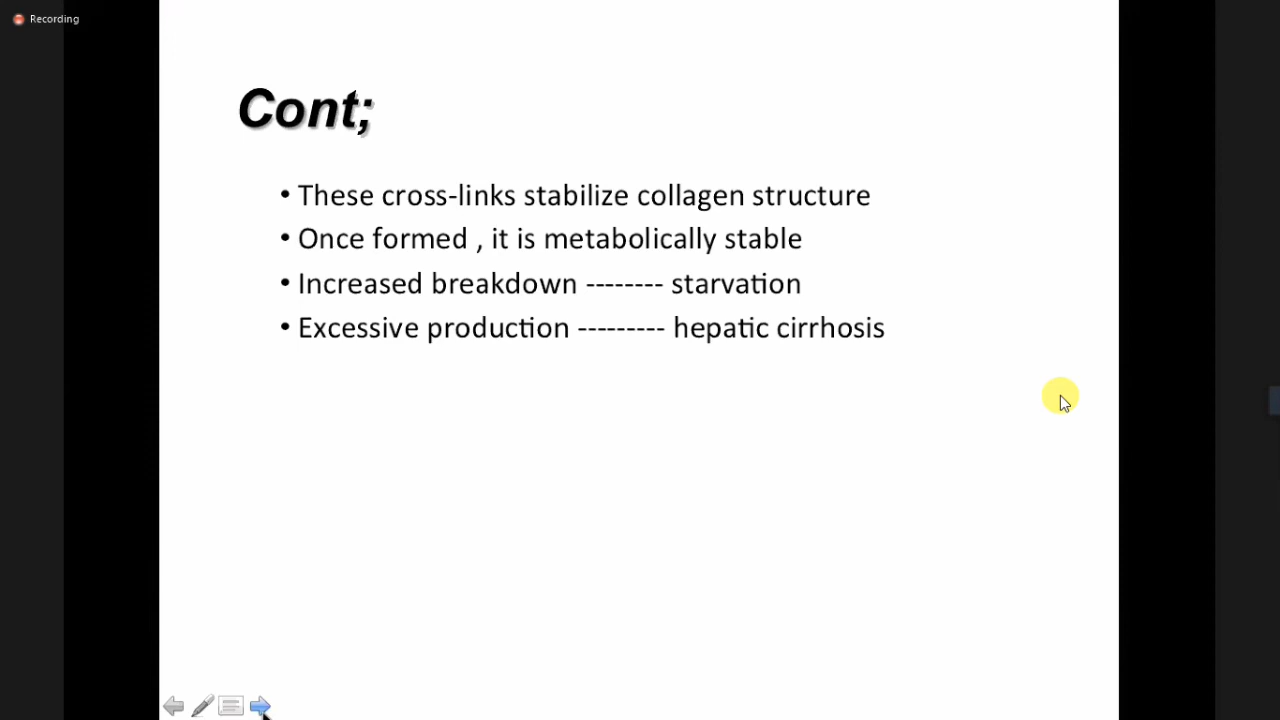 Recording
Cont;
• These cross-links stabilize collagen structure
• Once formed , it is metabolically stable
• Increased breakdown -------- starvation
• Excessive production --------- hepatic cirrhosis